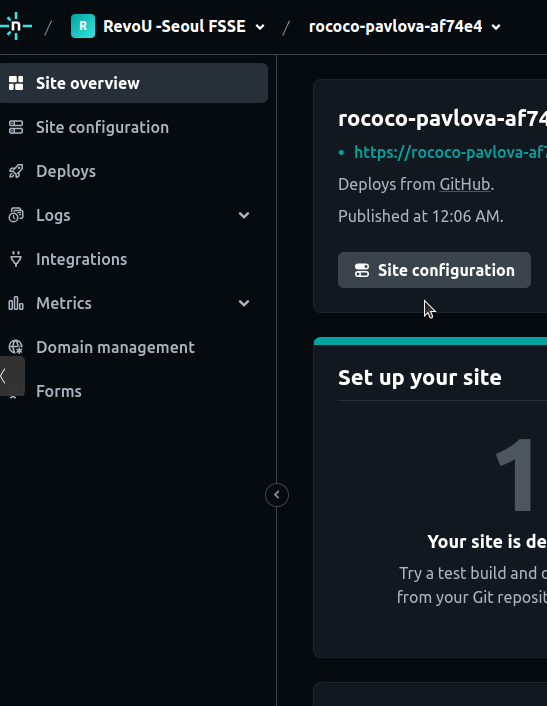 R RevoU -Seoul FSSE / rococo-pavlova-af74e4
Site overview
Site configuration
Deploys
Logs
Integrations
Metrics
Domain management
Forms
rococo-pavlova-af74
https://rococo-pavlova-af7
Deploys from GitHub.
Published at 12:06 AM.
Site configuration
Set up your site
1
Your site is de
Try a test build and
from your Git reposit